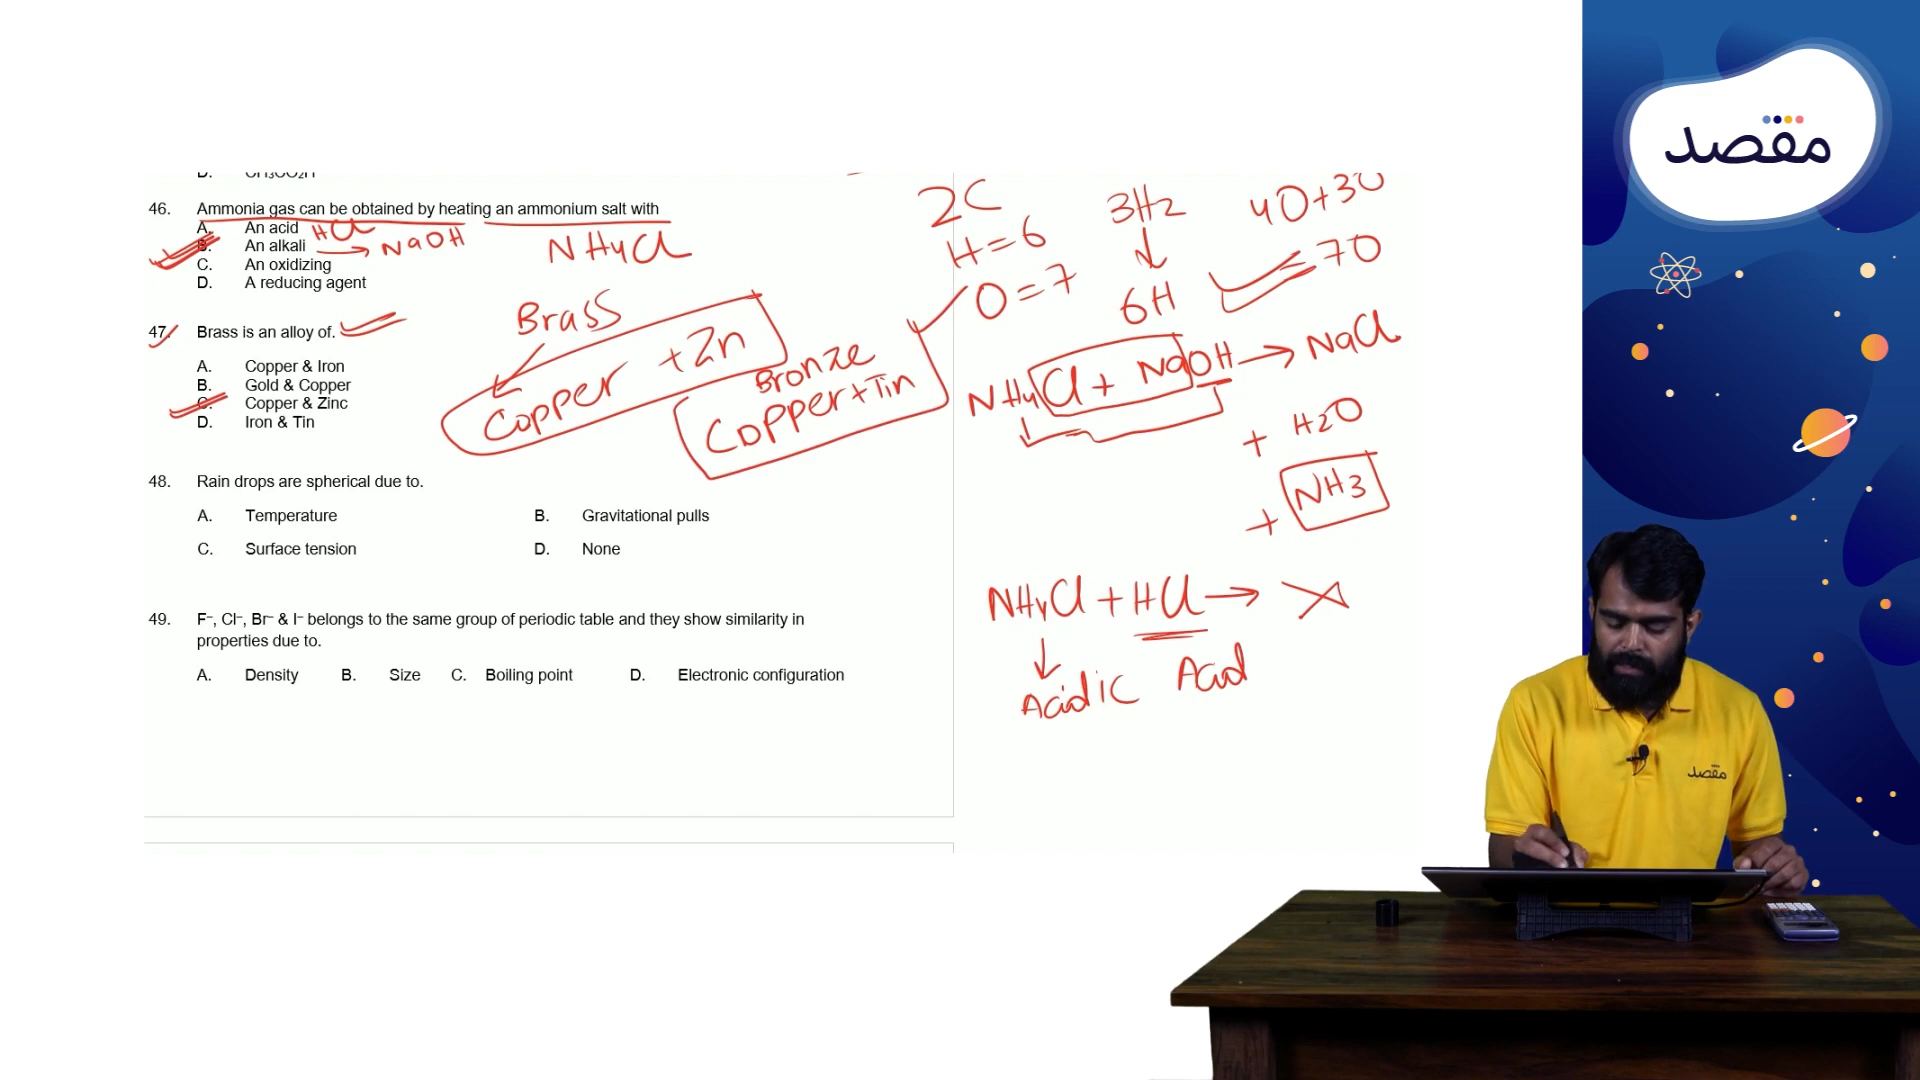 مقصد
46. Ammonia gas can be obtained by heating an ammonium salt with
A. An acid HCl
B. An alkali → NaOH
C. An oxidizing
D. A reducing agent
NH4Cl
47. Brass is an alloy of.
A. Copper & Iron
B. Gold & Copper
C. Copper & Zinc
D. Iron & Tin
Brass
Copper + Zn
Bronze
Copper + Tin
48. Rain drops are spherical due to.
A. Temperature B. Gravitational pulls
C. Surface tension D. None
49. F⁻, Cl⁻, Br⁻ & I⁻ belongs to the same group of periodic table and they show similarity in
properties due to.
A. Density B. Size C. Boiling point D. Electronic configuration
2C 3H2 4O+3O
H=6 ↓ =7O
O=7 6H
NH4Cl + NaOH → NaCl
+ H2O
+ NH3
NH4Cl + HCl →
↓
Acidic Acid
مقصد